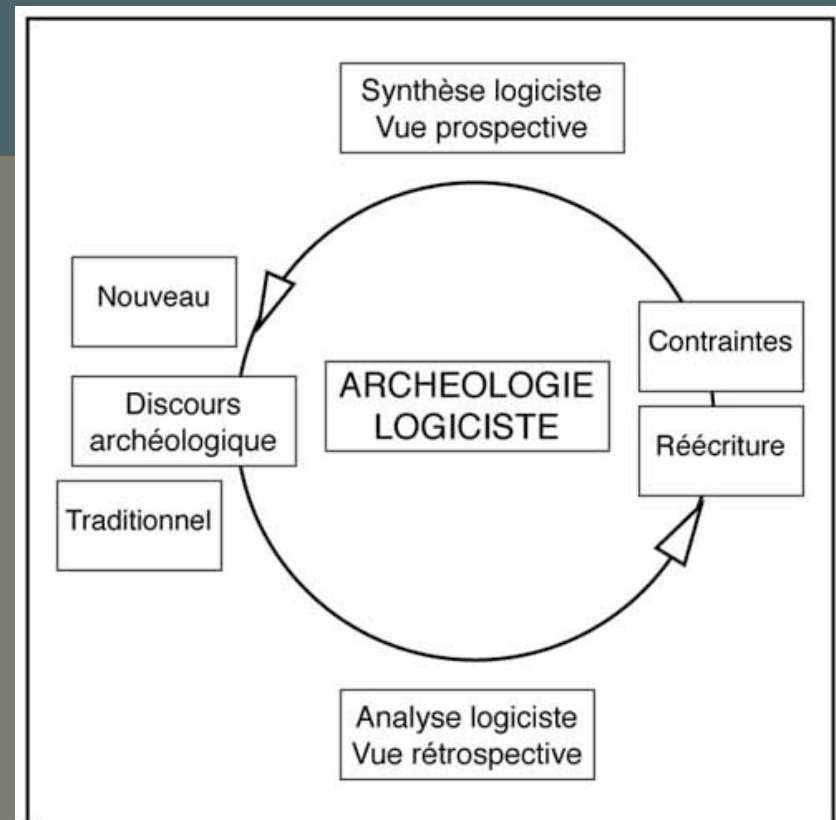 Synthèse logiciste
Vue prospective
Nouveau
Contraintes
ARCHEOLOGIE
LOGICISTE
Discours
archéologique
Réécriture
Traditionnel
Analyse logiciste
Vue rétrospective